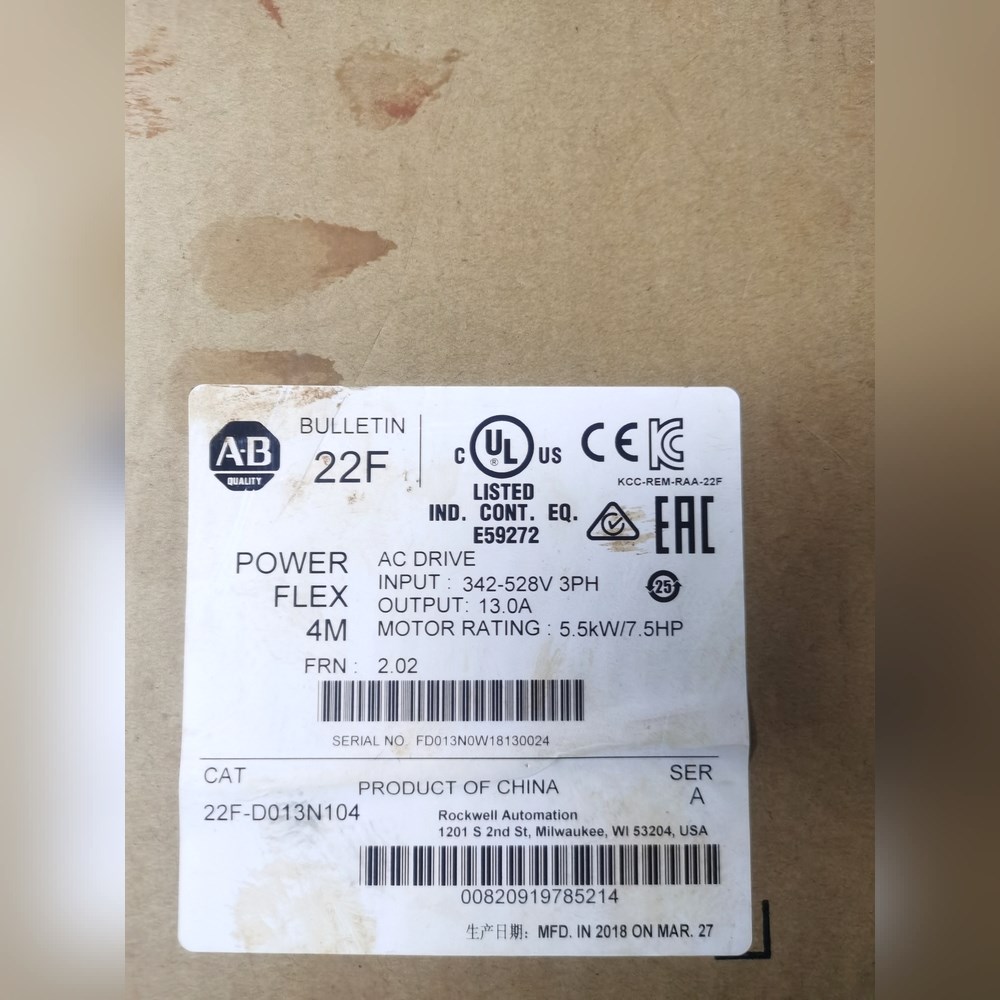 A-B
QUALITY
BULLETIN
22F
C UL ® US
LISTED
IND. CONT. EQ.
E59272
CE KC
KCC-REM-RAA-22F
EAC
25
POWER
FLEX
4M
AC DRIVE
INPUT : 342-528V 3PH
OUTPUT: 13.0A
MOTOR RATING : 5.5kW/7.5HP
FRN : 2.02
SERIAL NO. FD013N0W18130024
CAT
22F-D013N104
PRODUCT OF CHINA
SER
A
Rockwell Automation
1201 S 2nd St, Milwaukee, WI 53204, USA
00820919785214
生产日期: MFD. IN 2018 ON MAR. 27